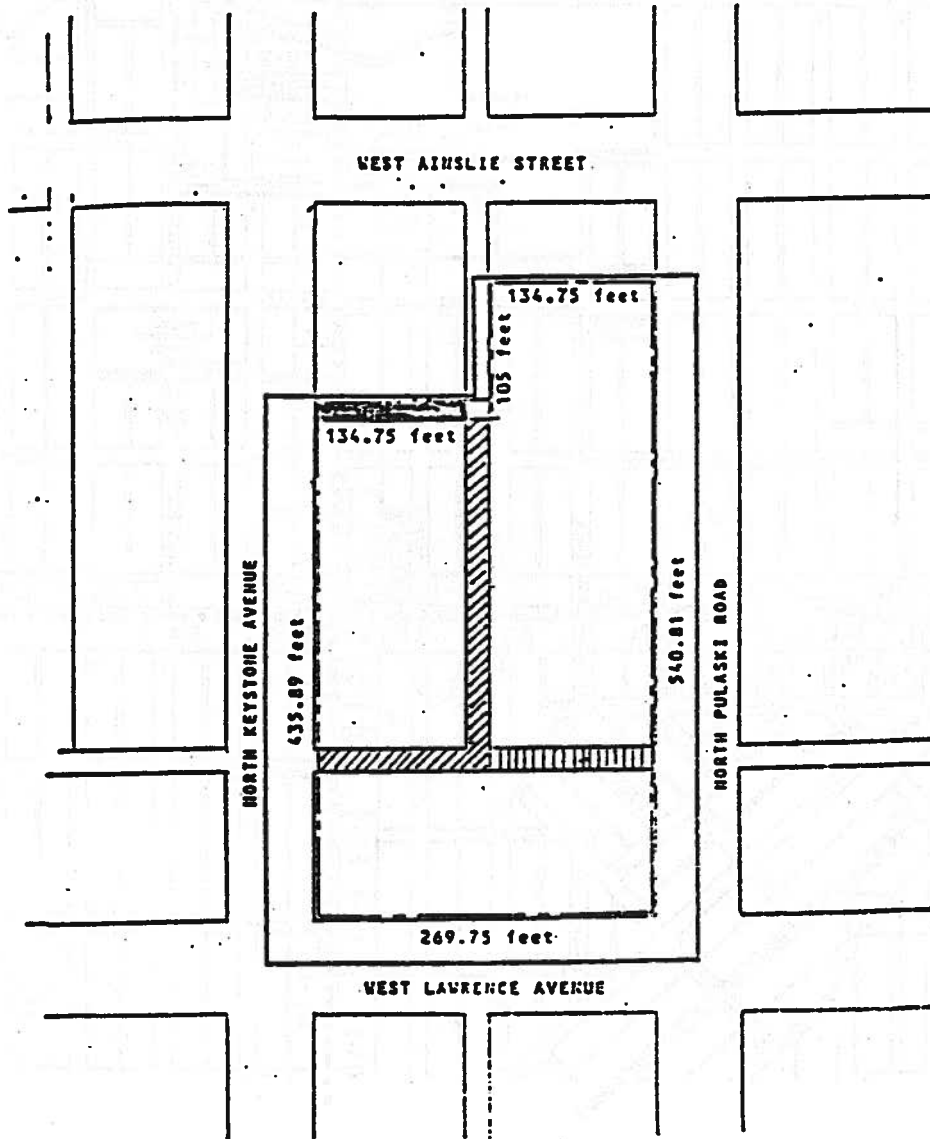 WEST AINSLIE STREET
134.75 feet
105 feet
134.75 feet
NORTH KEYSTONE AVENUE
435.89 feet
540.81 feet
NORTH PULASKI ROAD
269.75 feet
WEST LAWRENCE AVENUE